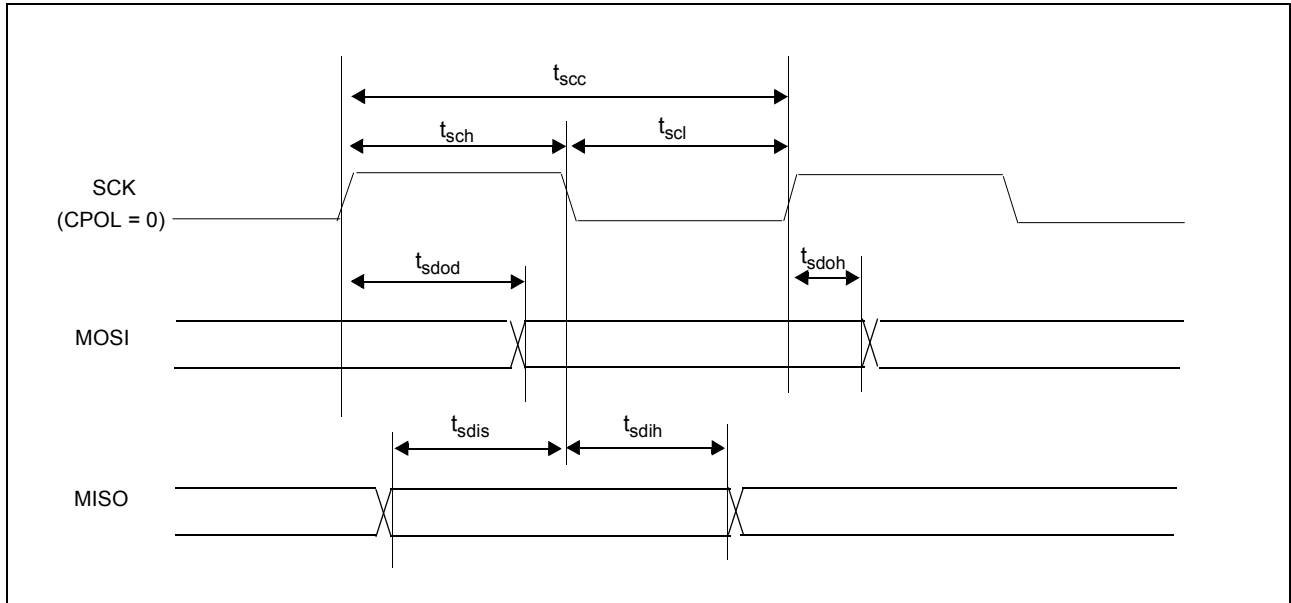 tscc
tsch
tscl
SCK
(CPOL = 0)
tsdod
tsdoh
MOSI
tsdis
tsdih
MISO